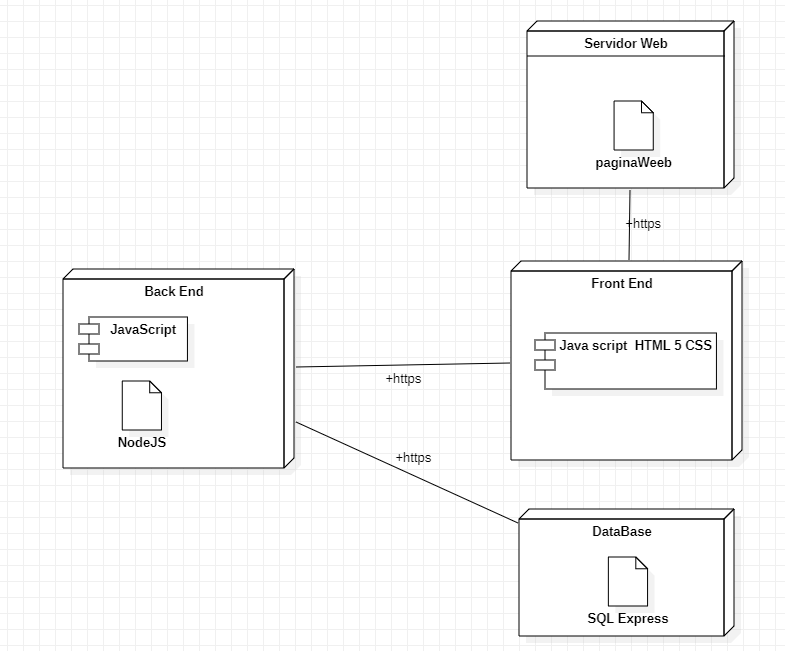 Servidor Web
paginaWeeb
+https
Back End
JavaScript
NodeJS
+https
Front End
Java script  HTML 5 CSS
+https
DataBase
SQL Express